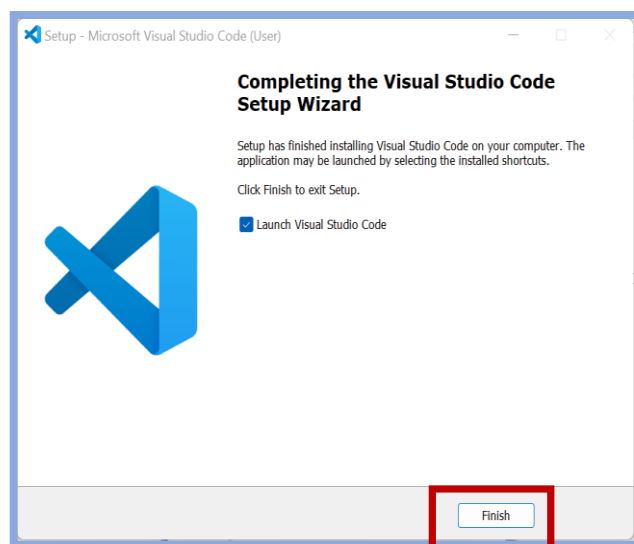 Setup - Microsoft Visual Studio Code (User)
Completing the Visual Studio Code
Setup Wizard
Setup has finished installing Visual Studio Code on your computer. The
application may be launched by selecting the installed shortcuts.
Click Finish to exit Setup.
Launch Visual Studio Code
Finish